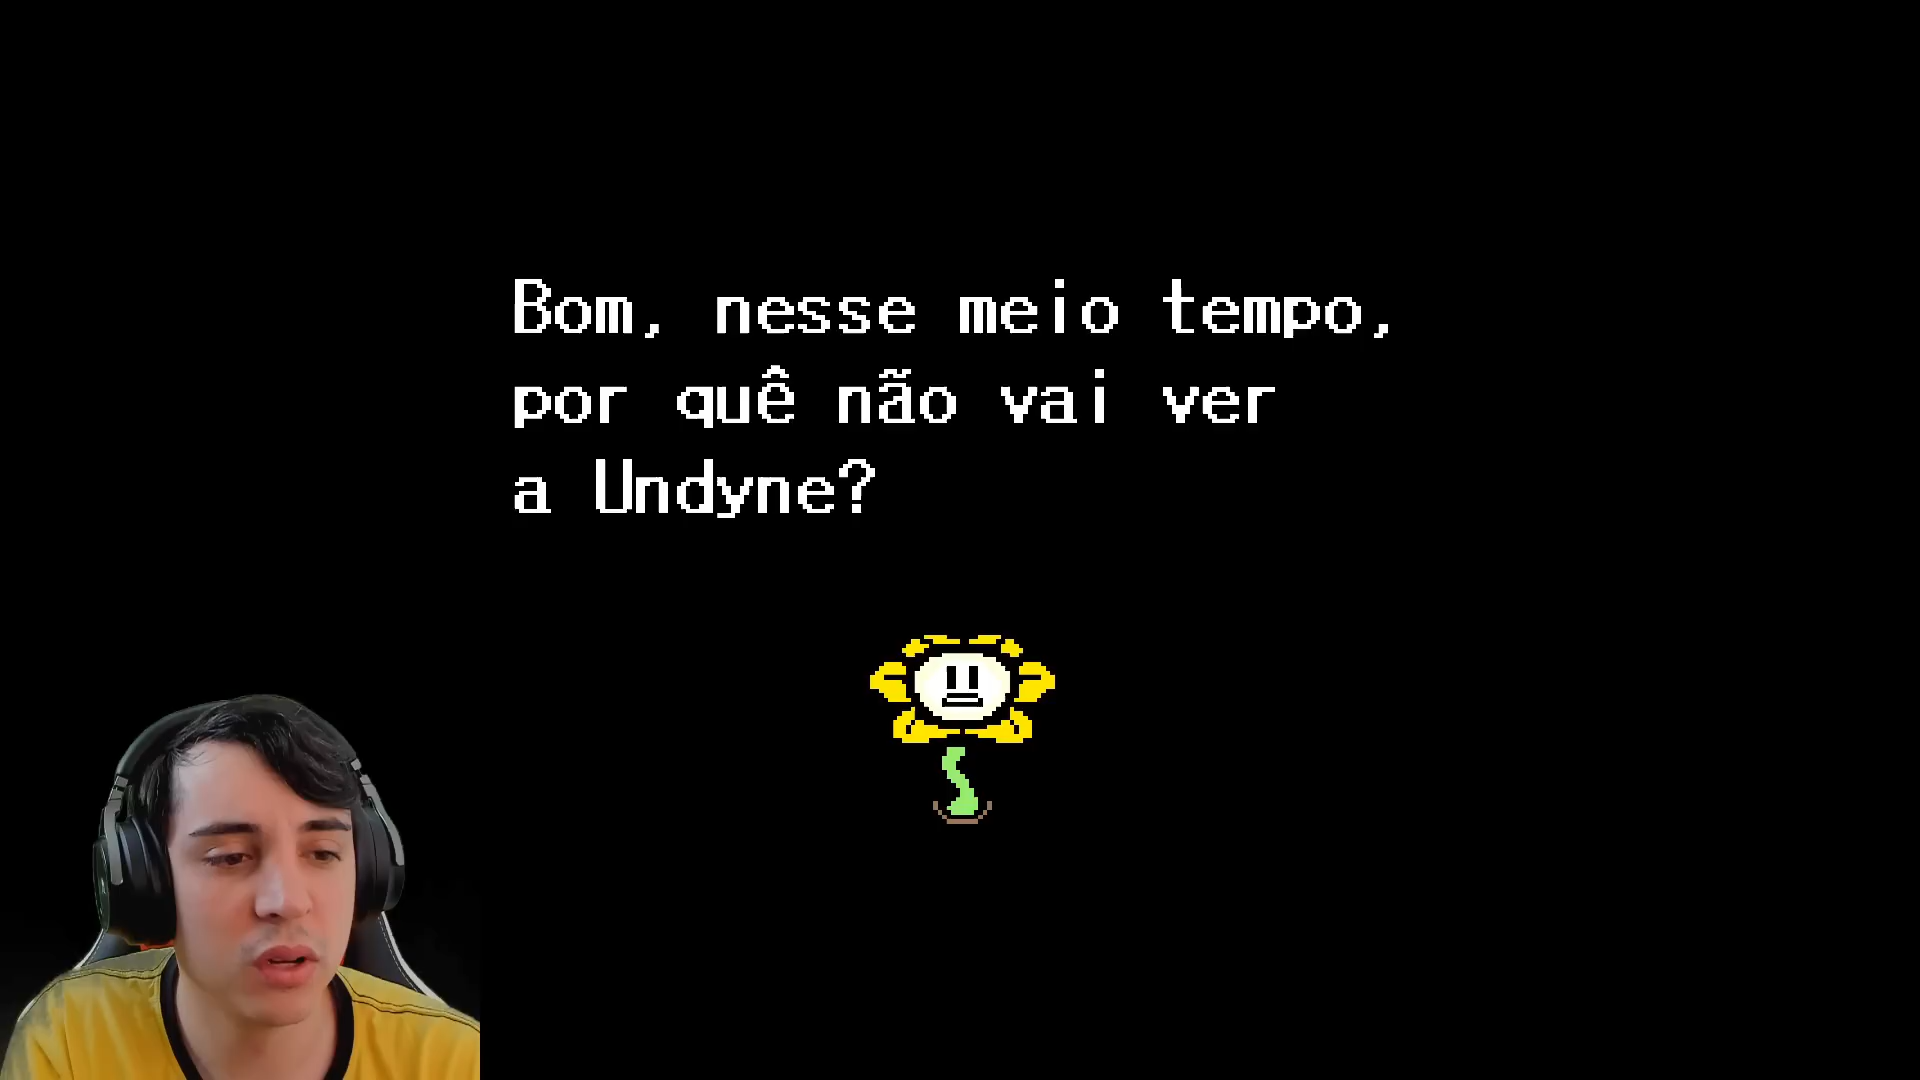 Bom, nesse meio tempo,
por quê não vai ver
a Undyne?